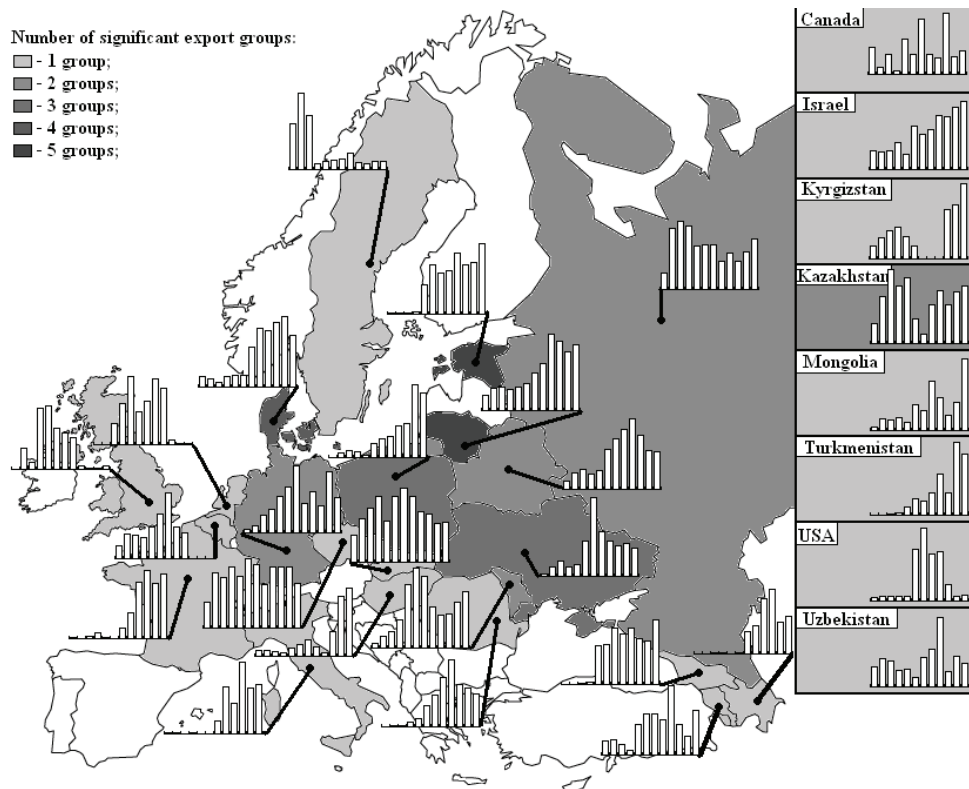 Number of significant export groups:
- 1 group;
- 2 groups;
- 3 groups;
- 4 groups;
- 5 groups;
Canada
Israel
Kyrgizstan
Kazakhstan
Mongolia
Turkmenistan
USA
Uzbekistan